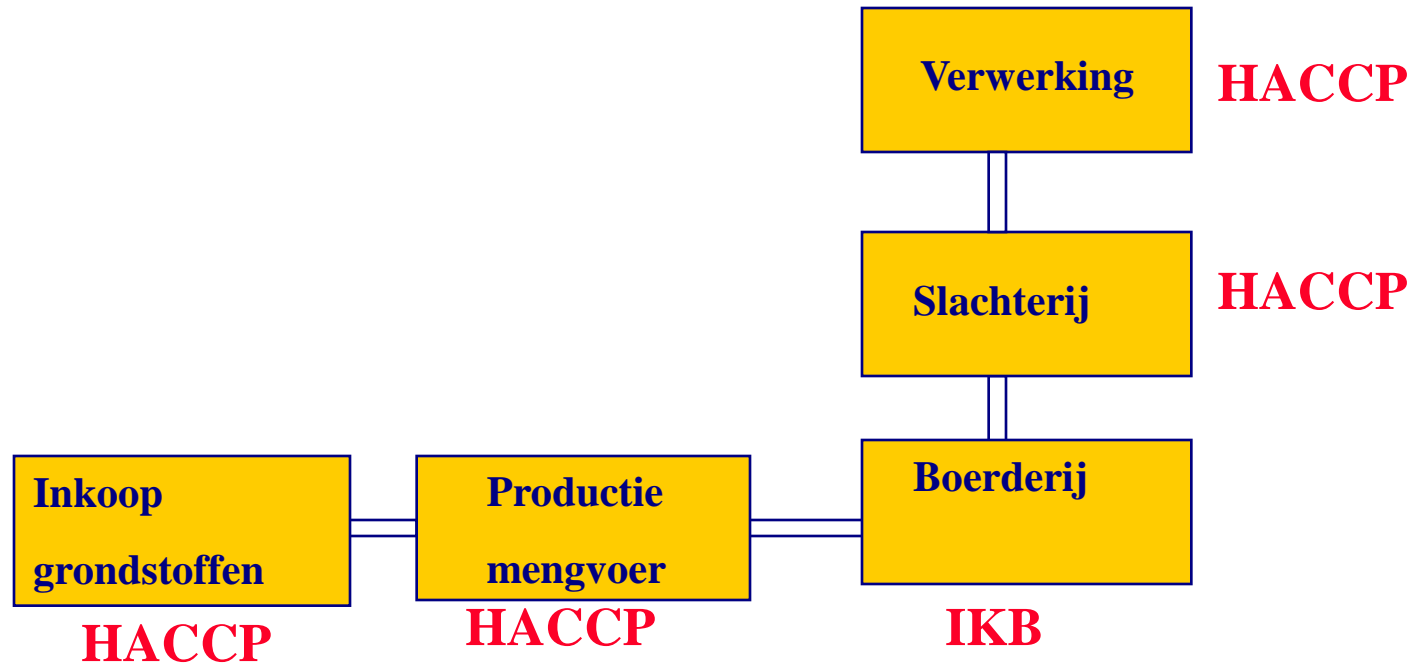 Verwerking
HACCP
Slachterij
HACCP
Boerderij
IKB
Inkoop
grondstoffen
HACCP
Productie
mengvoer
HACCP